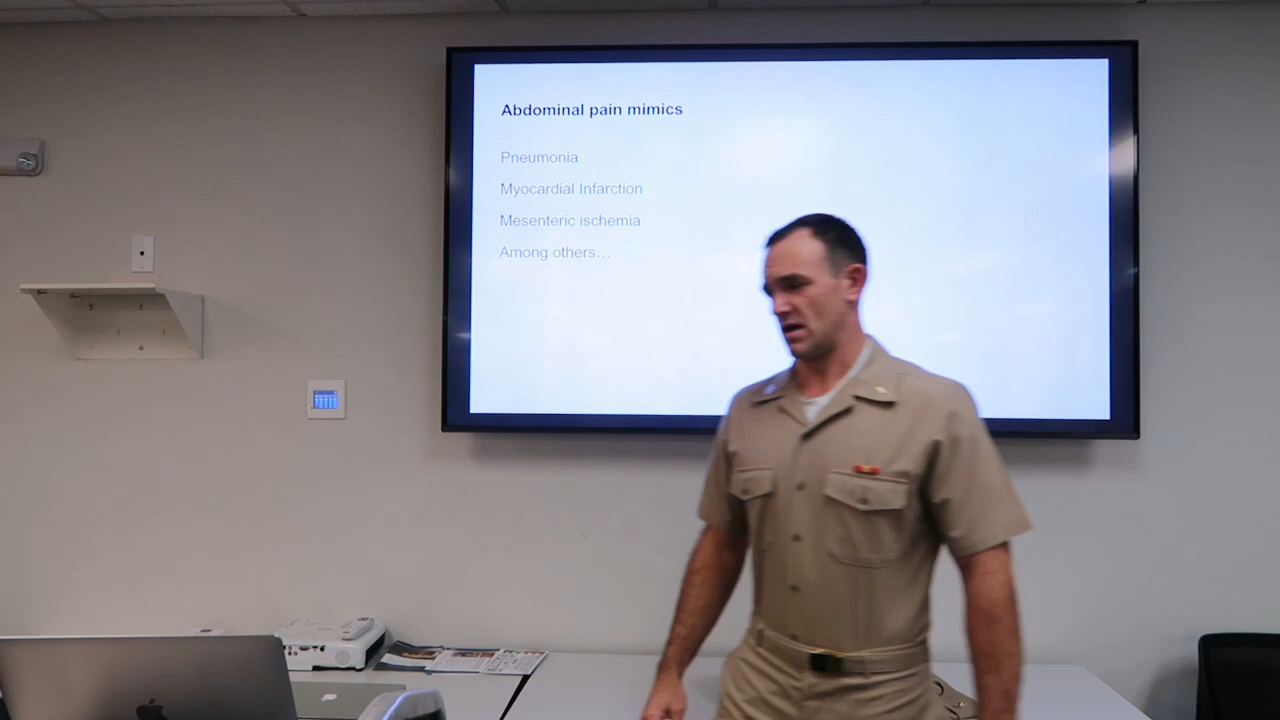 Abdominal pain mimics
Pneumonia
Myocardial Infarction
Mesenteric ischemia
Among others...